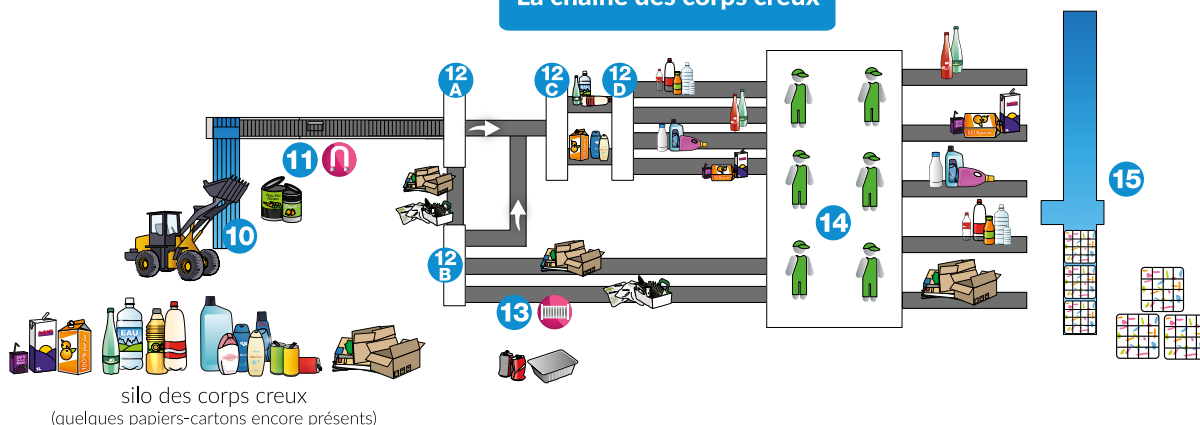 La chaîne des corps creux
12
A
12
C
12
D
11
10
12
B
13
14
15
EAU
silo des corps creux
(quelques papiers-cartons encore présents)